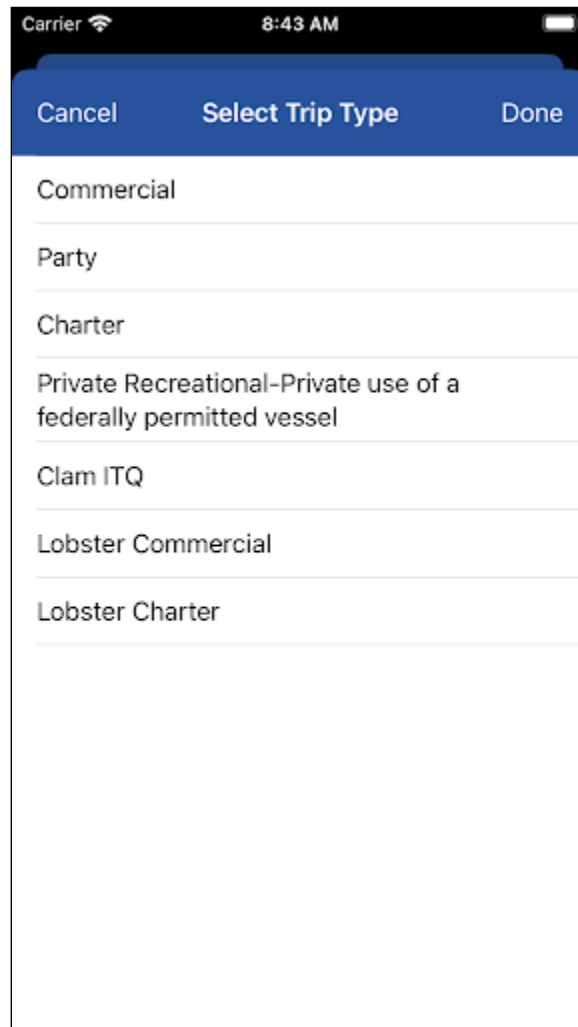 Carrier
8:43 AM
Cancel
Select Trip Type
Done
Commercial
Party
Charter
Private Recreational-Private use of a
federally permitted vessel
Clam ITQ
Lobster Commercial
Lobster Charter